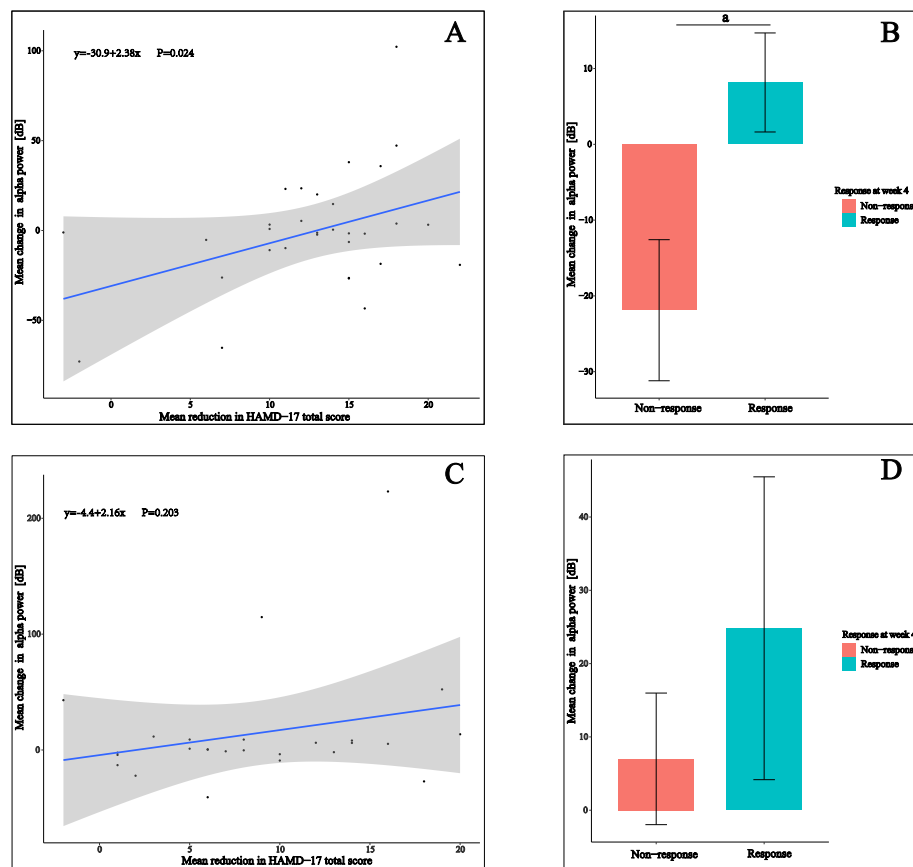 A
y=-30.9+2.38x P=0.024
Mean change in alpha power [dB]
100
50
0
−50
0 5 10 15 20
Mean reduction in HAMD−17 total score
B
a
Mean change in alpha power [dB]
10
0
−10
−20
−30
Non−response Response
Response at week 4
Non−respons
Response
C
y=-4.4+2.16x P=0.203
Mean change in alpha power [dB]
200
100
0
0 5 10 15 20
Mean reduction in HAMD−17 total score
D
Mean change in alpha power [dB]
40
30
20
10
0
Non−response Response
Response at week 4
Non−respons
Response